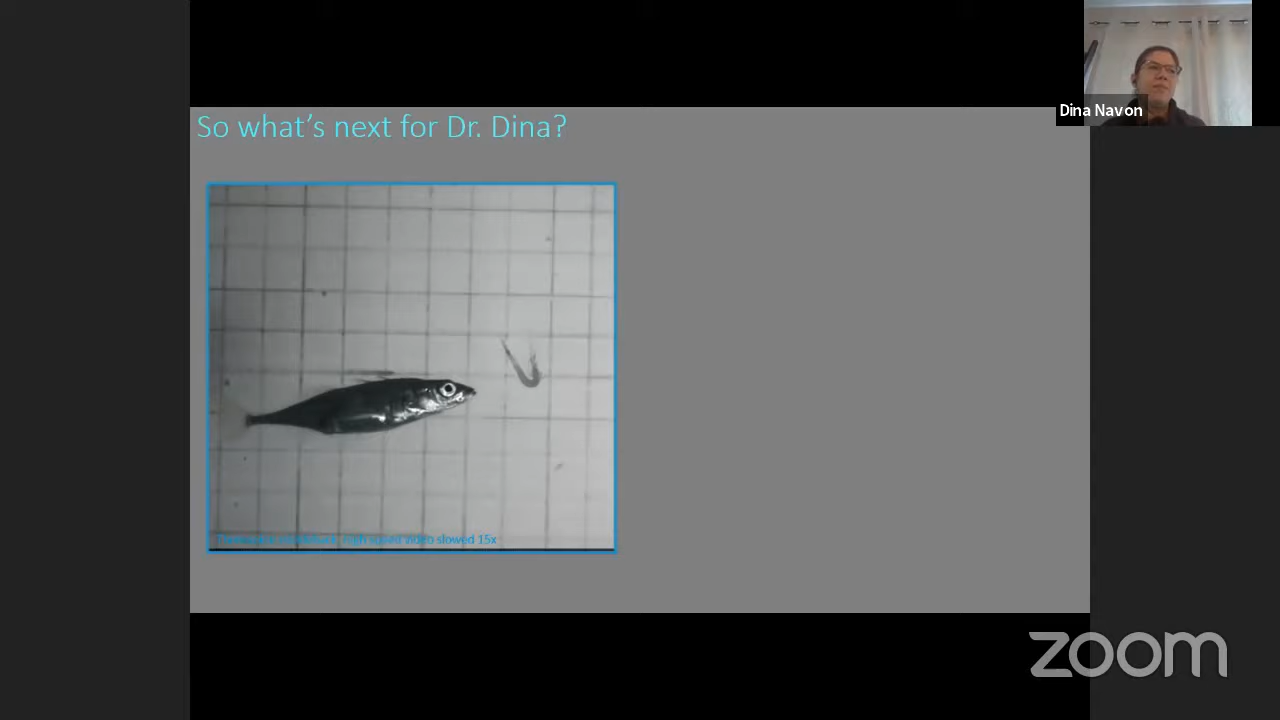 So what's next for Dr. Dina?
Dina Navon
high speed video slowed 15x
zoom